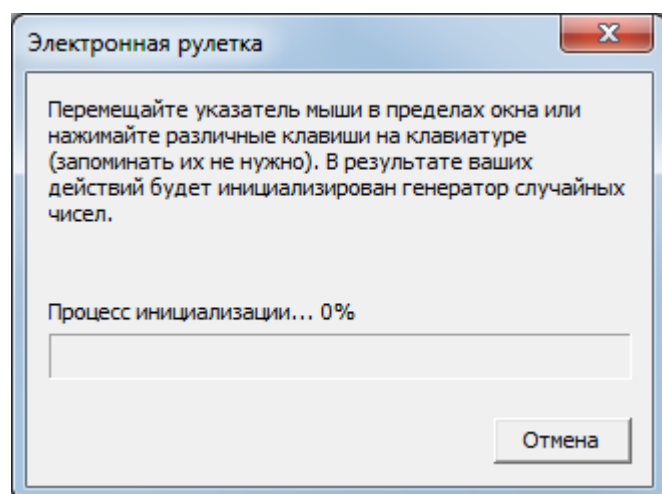 Электронная рулетка
Перемещайте указатель мыши в пределах окна или
нажимайте различные клавиши на клавиатуре
(запоминать их не нужно). В результате ваших
действий будет инициализирован генератор случайных
чисел.
Процесс инициализации... 0%
Отмена